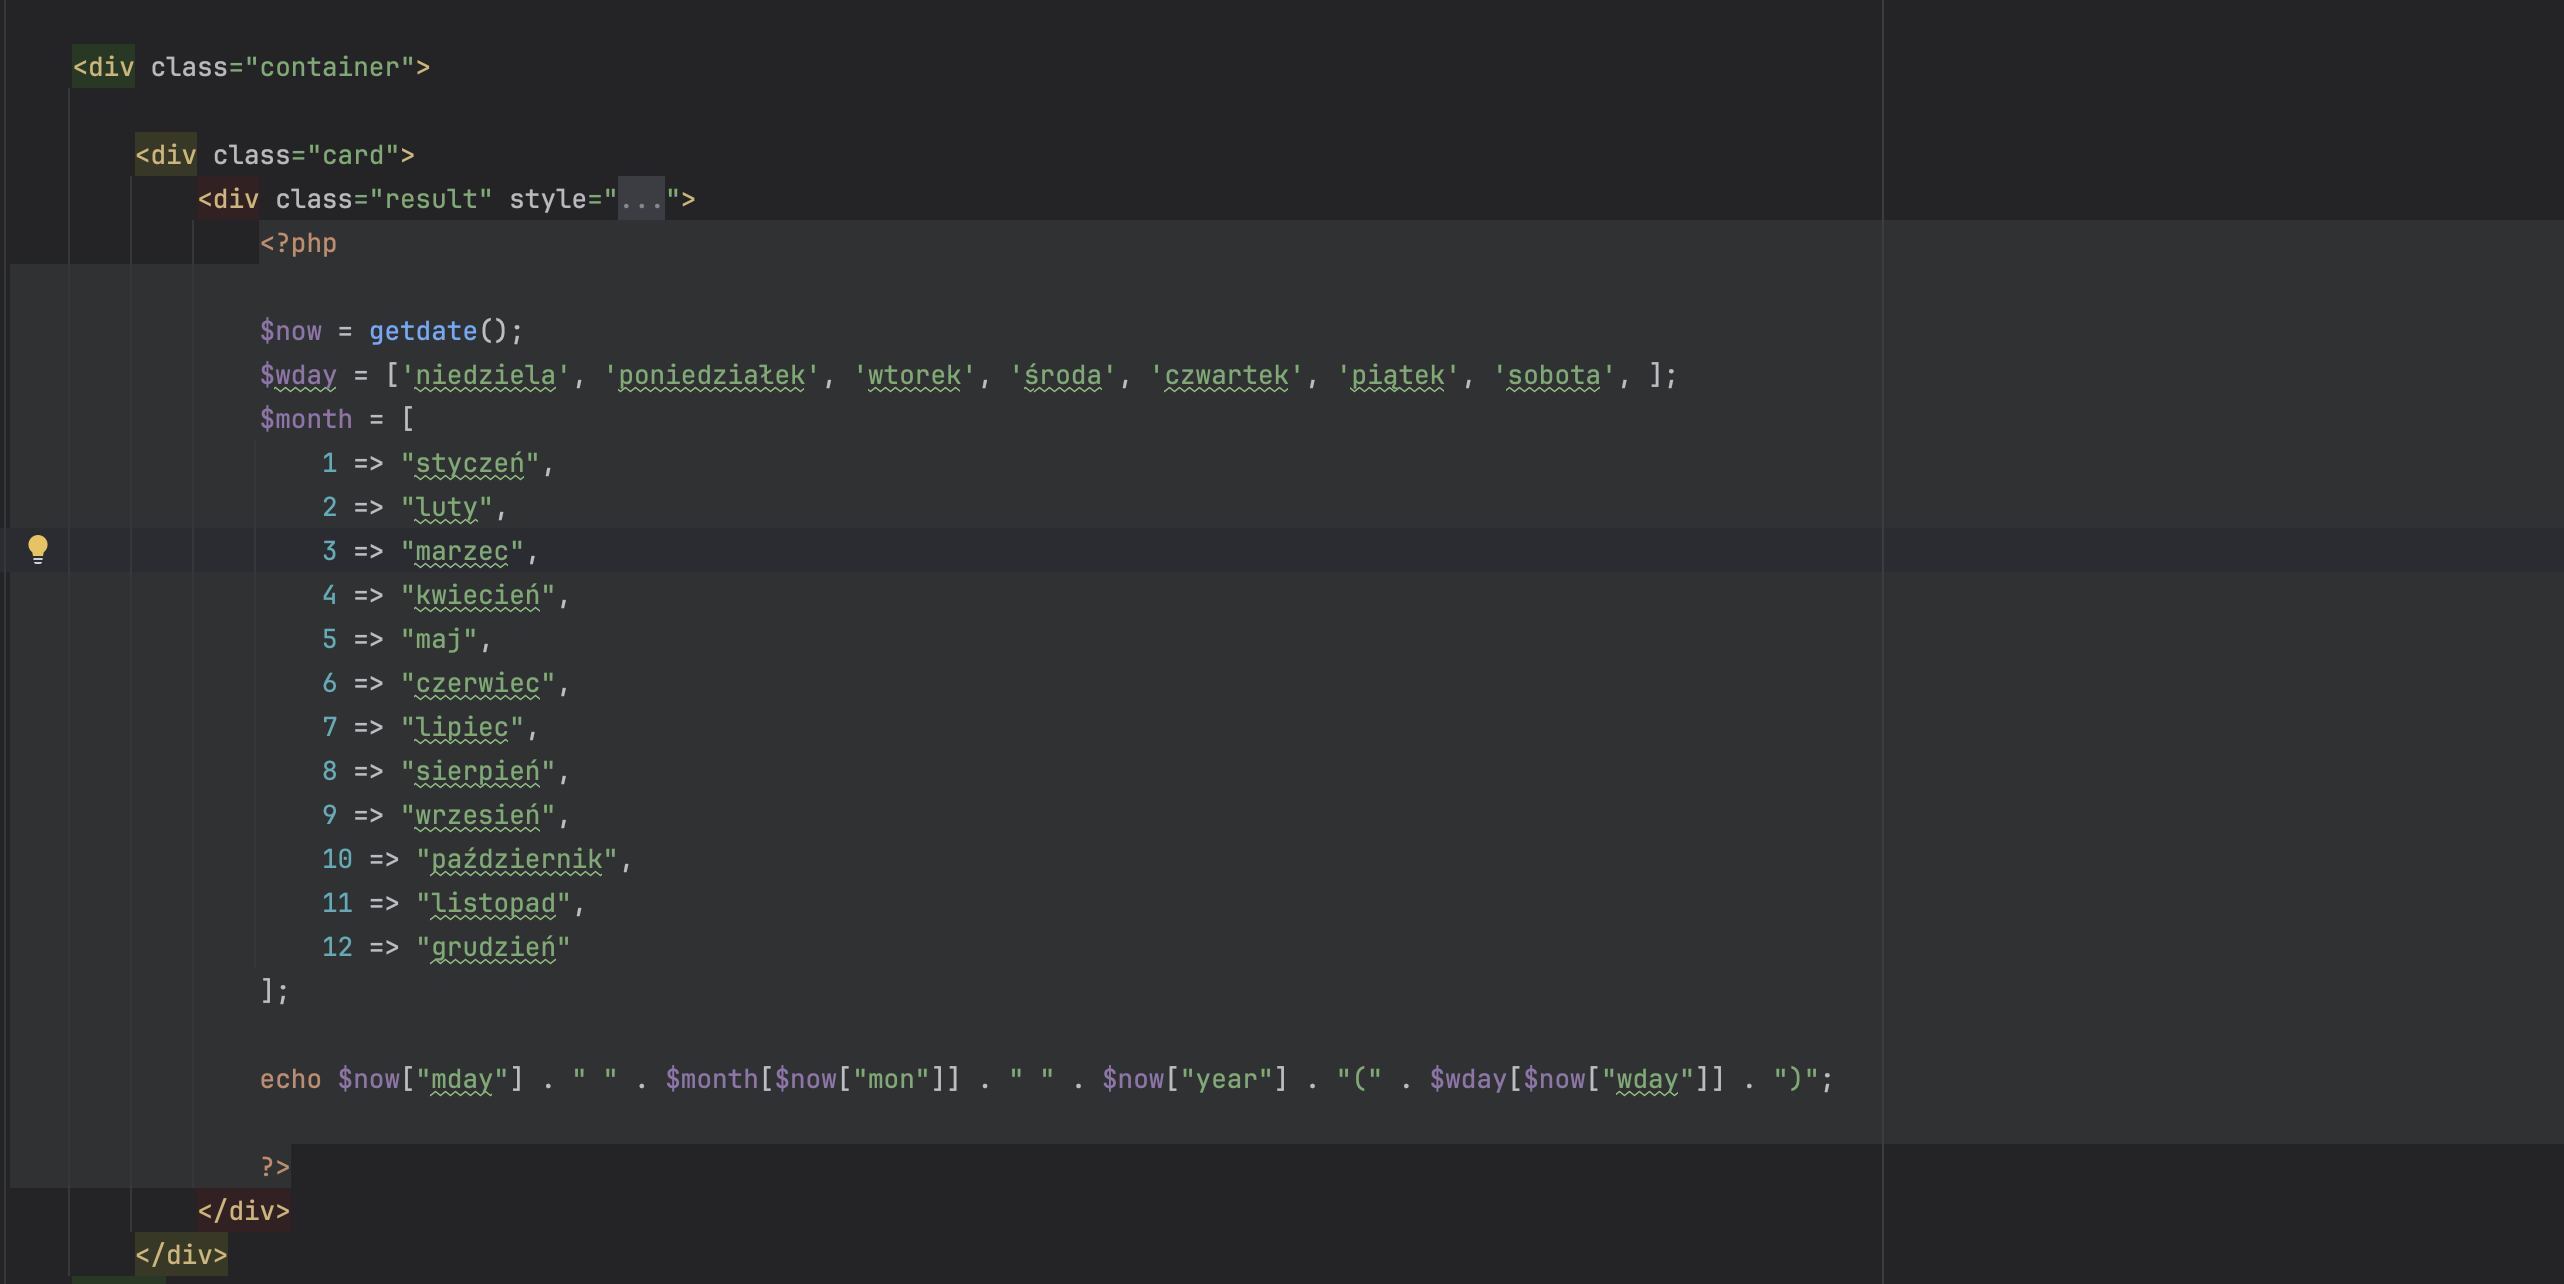 <div class="container">
<div class="card">
<div class="result" style="...">
<?php
$now = getdate();
$wday = ['niedziela', 'poniedziałek', 'wtorek', 'środa', 'czwartek', 'piątek', 'sobota', ];
$month = [
1 => "styczeń",
2 => "luty",
3 => "marzec",
4 => "kwiecień",
5 => "maj",
6 => "czerwiec",
7 => "lipiec",
8 => "sierpień",
9 => "wrzesień",
10 => "październik",
11 => "listopad",
12 => "grudzień"
];
echo $now["mday"] . " " . $month[$now["mon"]] . " " . $now["year"] . "(" . $wday[$now["wday"]] . ")";
?>
</div>
</div>